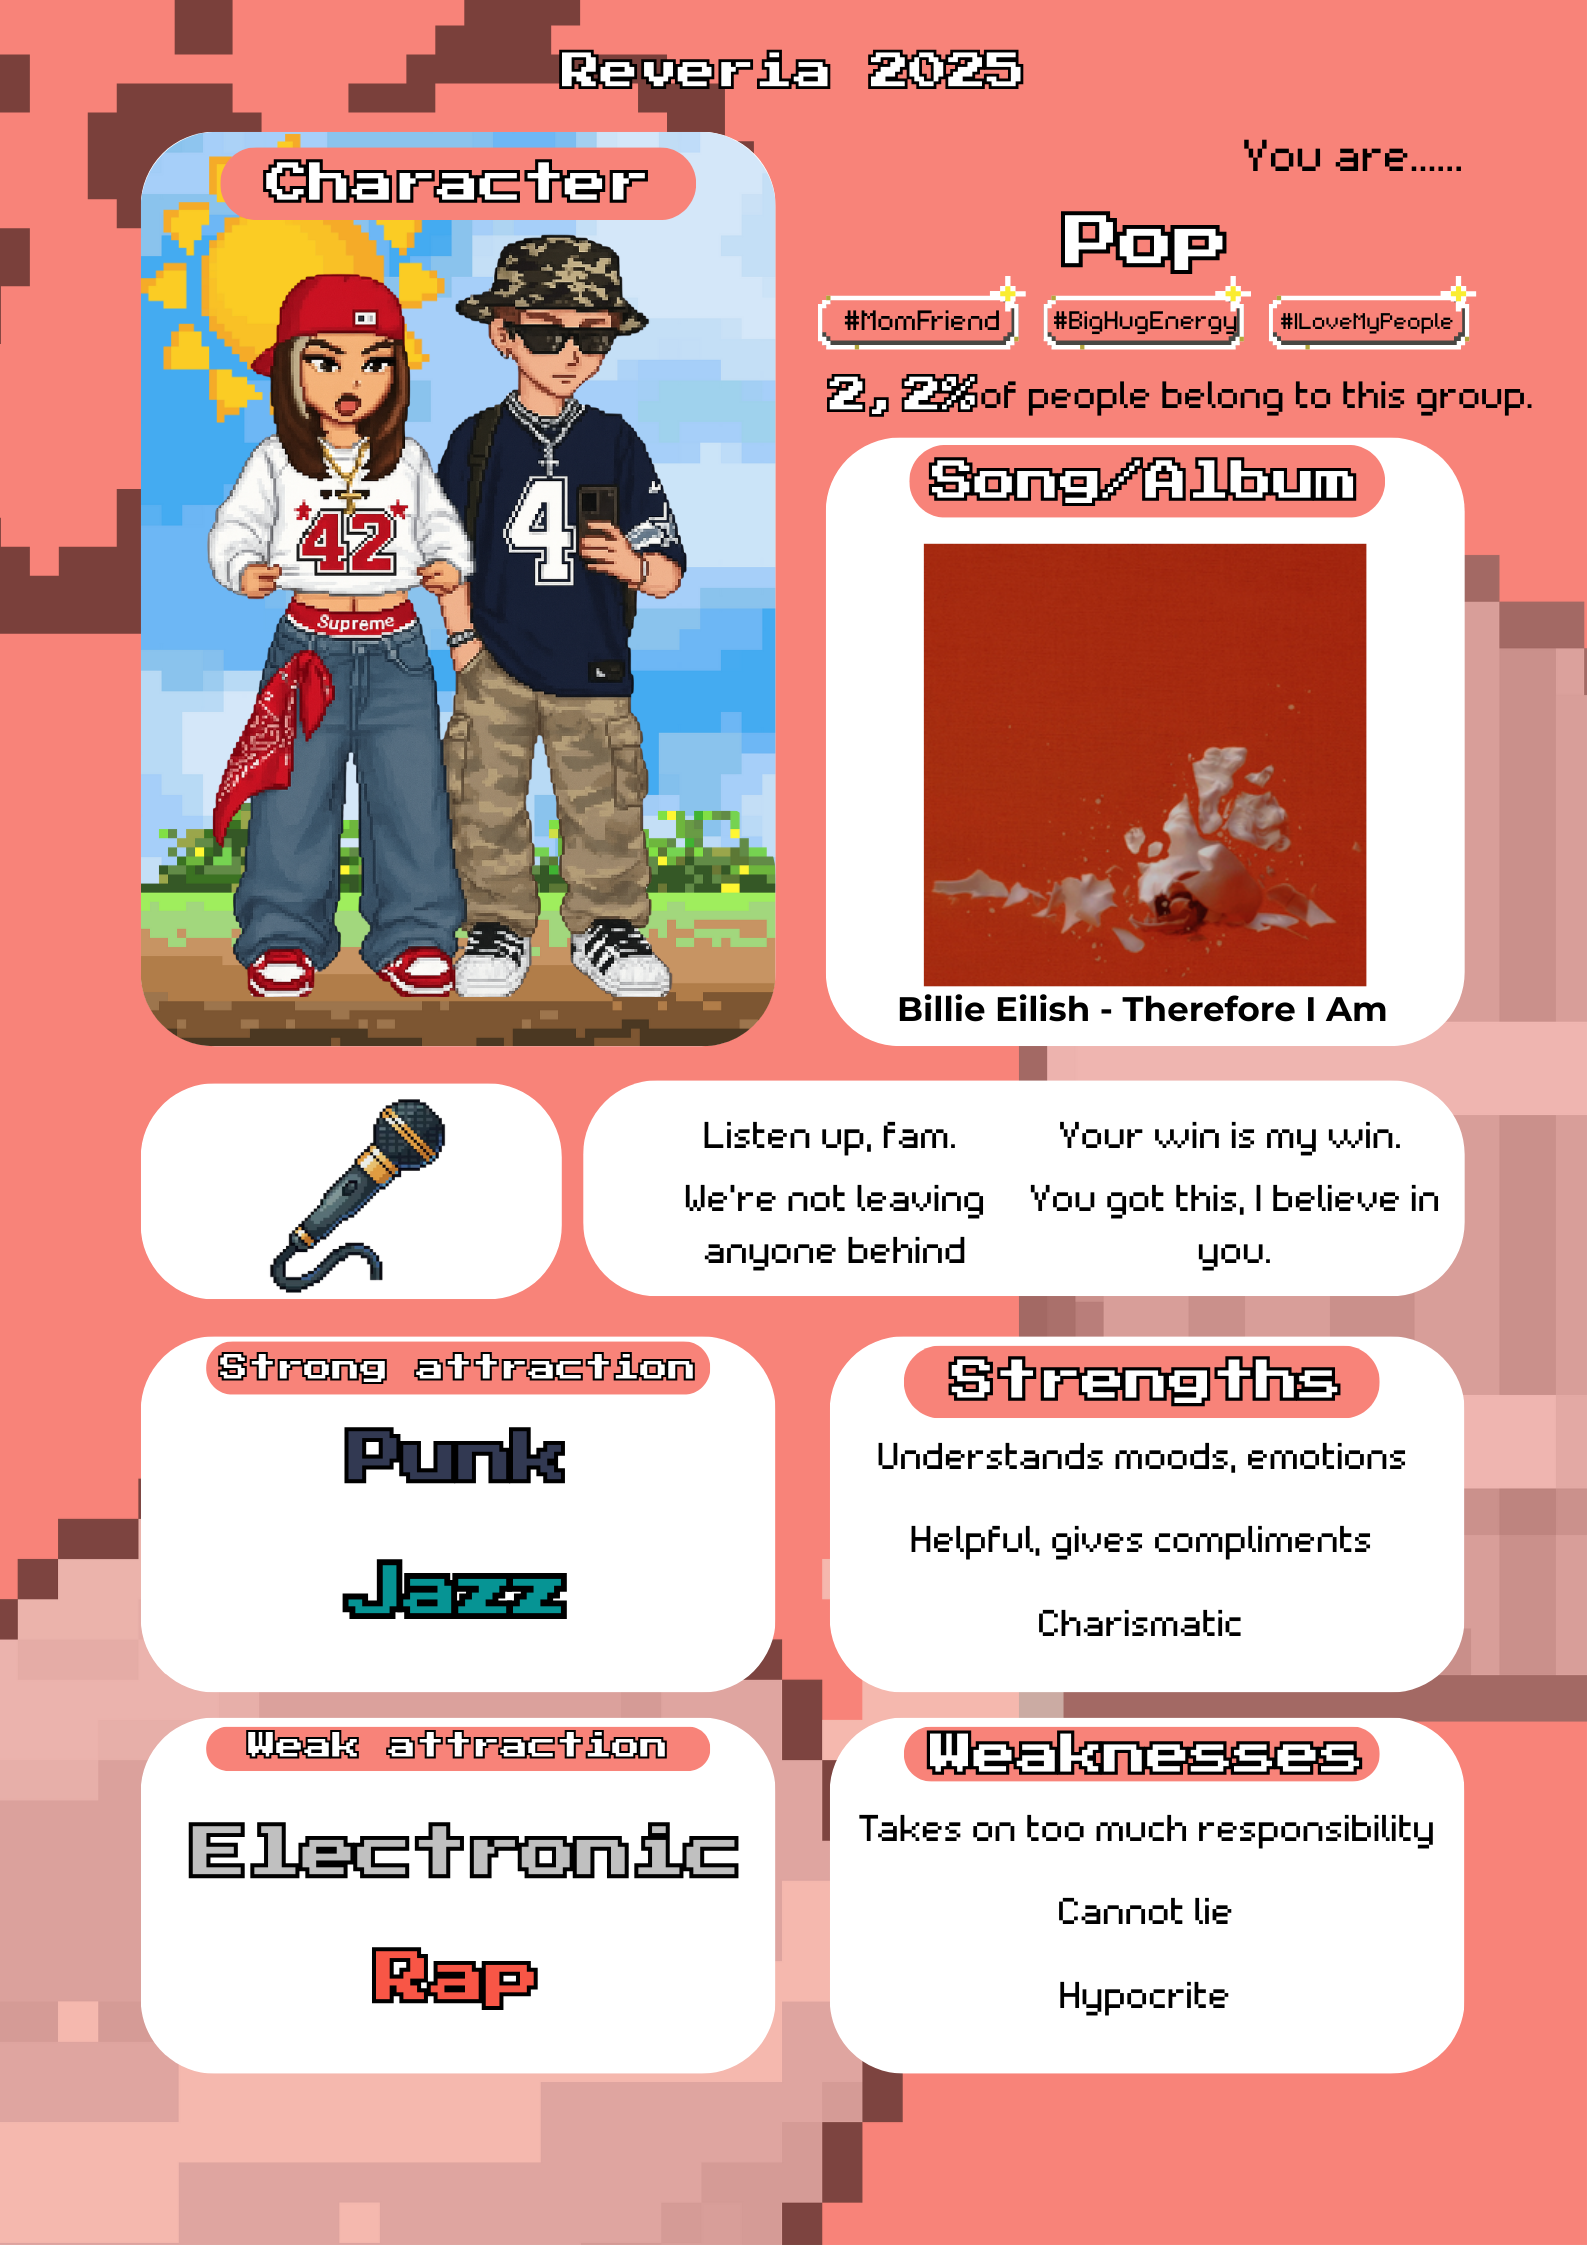 Reveria 2025
Character
You are......
Pop
#MomFriend
#BigHugEnergy
#ILoveMyPeople
2,2% of people belong to this group.
Song/Album
42
4
Supreme
Billie Eilish - Therefore I Am
Listen up, fam.
We're not leaving
anyone behind
Your win is my win.
You got this, I believe in
you.
Strong attraction
Punk
Jazz
Strengths
Understands moods, emotions
Helpful, gives compliments
Charismatic
Weak attraction
Electronic
Rap
Weaknesses
Takes on too much responsibility
Cannot lie
Hypocrite